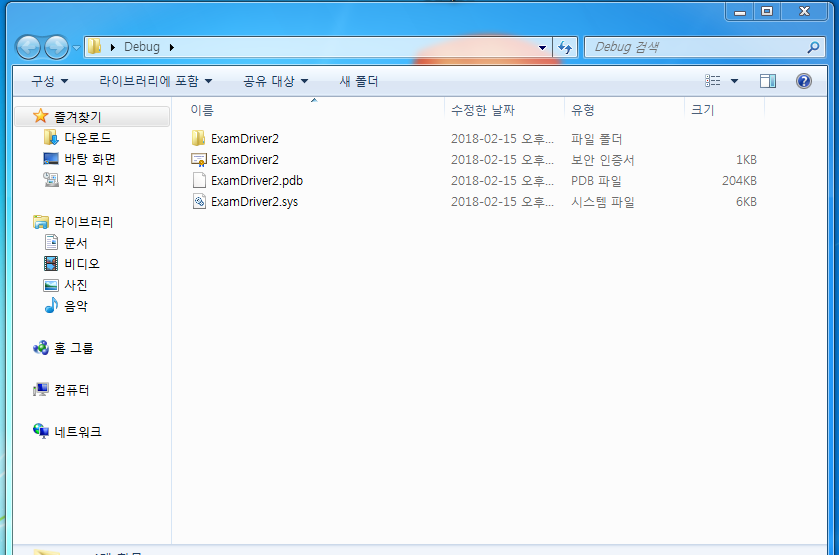 Debug
Debug 검색
구성 라이브러리에 포함 공유 대상 새 폴더
이름 수정한 날짜 유형 크기
즐겨찾기
다운로드
바탕 화면
최근 위치
라이브러리
문서
비디오
사진
음악
홈 그룹
컴퓨터
네트워크
ExamDriver2 2018-02-15 오후... 파일 폴더
ExamDriver2 2018-02-15 오후... 보안 인증서 1KB
ExamDriver2.pdb 2018-02-15 오후... PDB 파일 204KB
ExamDriver2.sys 2018-02-15 오후... 시스템 파일 6KB